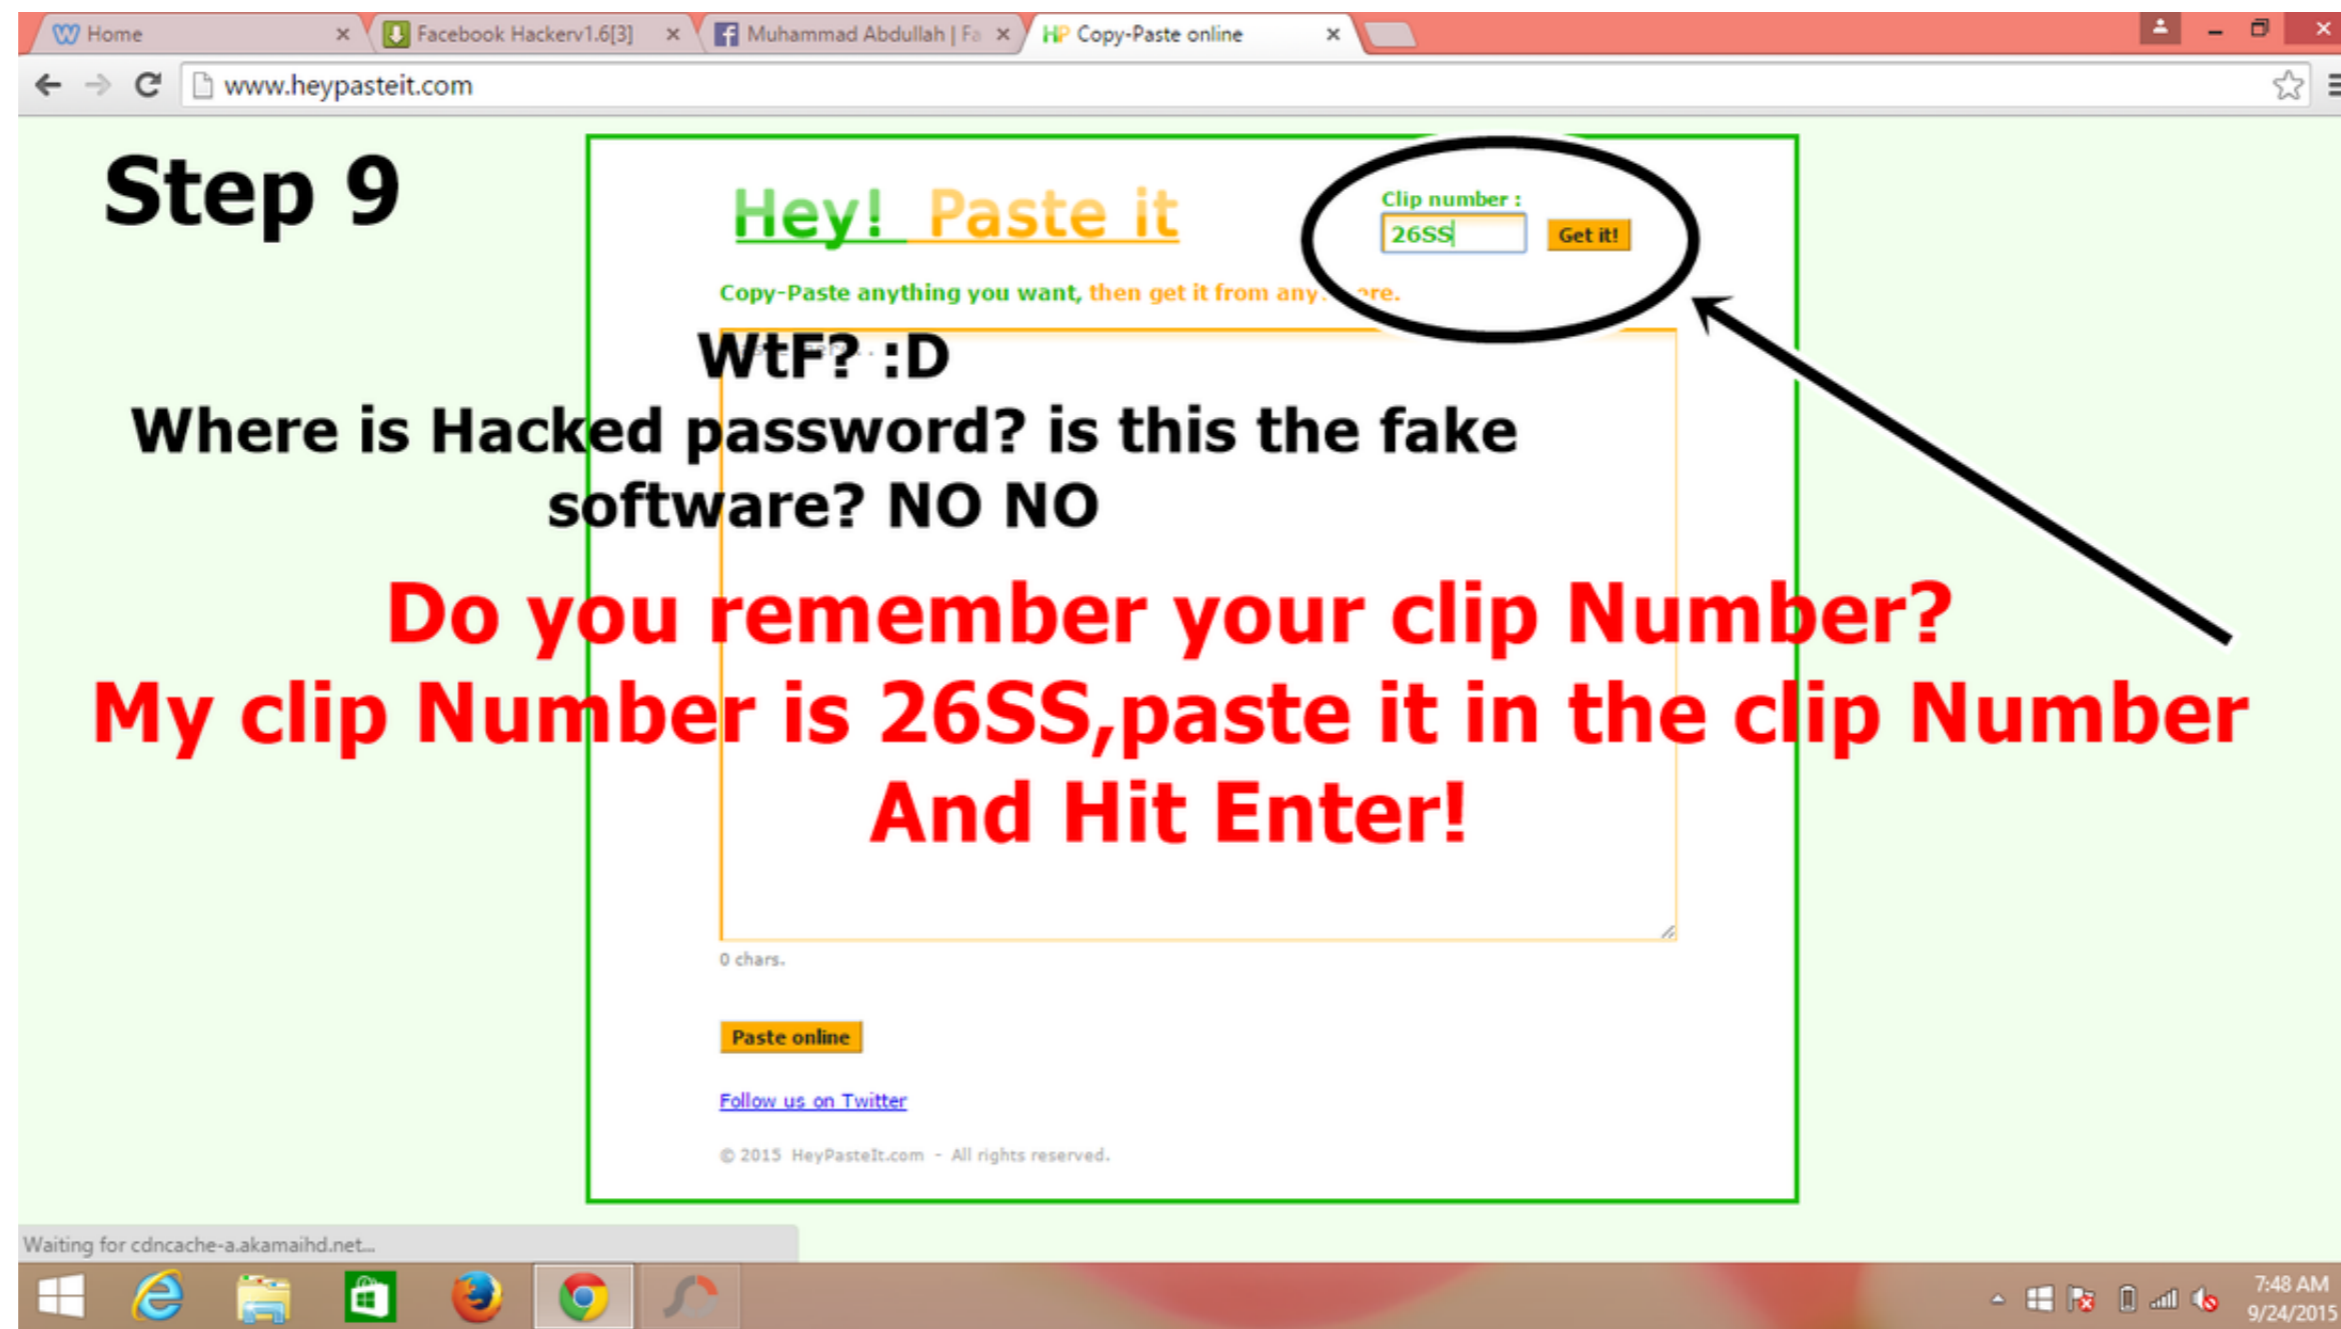 Home
Facebook Hackerv1.6[3]
Muhammad Abdullah | Fa
HP Copy-Paste online
www.heypasteit.com
Step 9
Hey! Paste it
Clip number :
26SS
Get it!
Copy-Paste anything you want, then get it from
WtF? :D
Where is Hacked password? is this the fake
software? NO NO
Do you remember your clip Number?
My clip Number is 26SS,paste it in the clip Number
And Hit Enter!
0 chars.
Paste online
Follow us on Twitter
© 2015 HeyPasteIt.com - All rights reserved.
Waiting for cdncache-a.akamaihd.net...
7:48 AM
9/24/2015